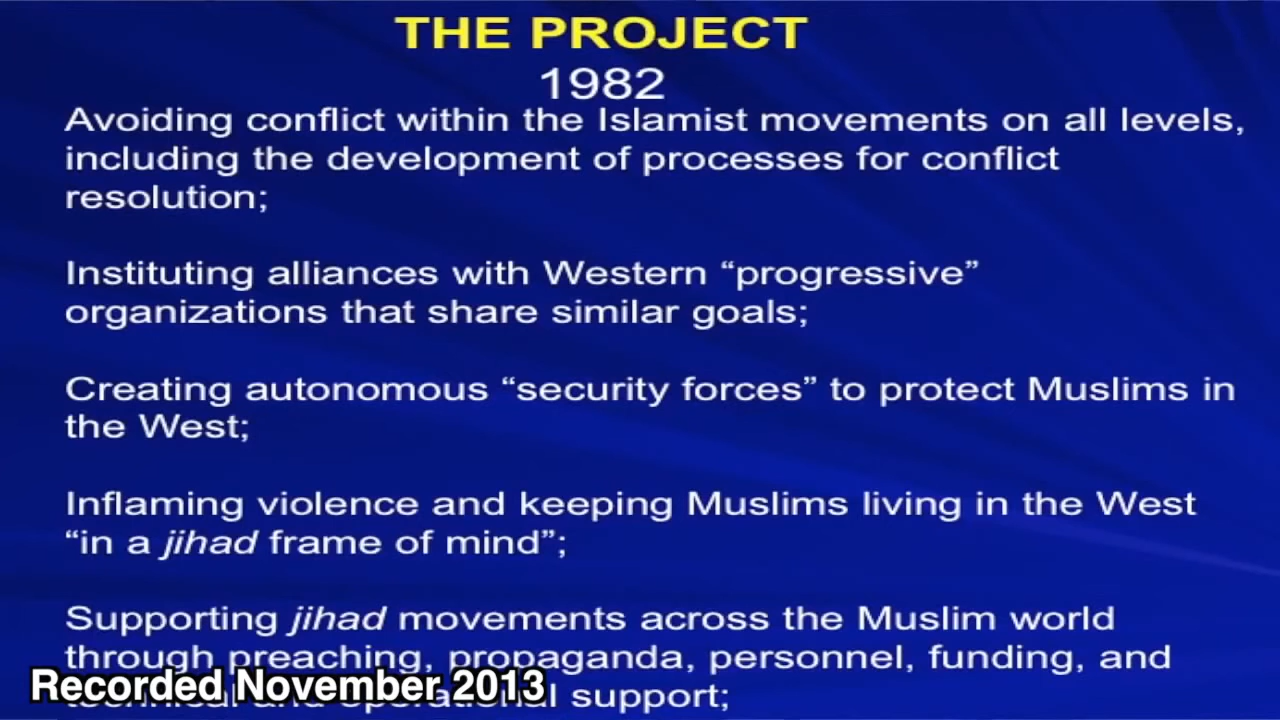 THE PROJECT
1982
Avoiding conflict within the Islamist movements on all levels,
including the development of processes for conflict
resolution;
Instituting alliances with Western “progressive”
organizations that share similar goals;
Creating autonomous “security forces” to protect Muslims in
the West;
Inflaming violence and keeping Muslims living in the West
“in a jihad frame of mind”;
Supporting jihad movements across the Muslim world
through preaching, propaganda, personnel, funding, and
technical and operational support;
Recorded November 2013